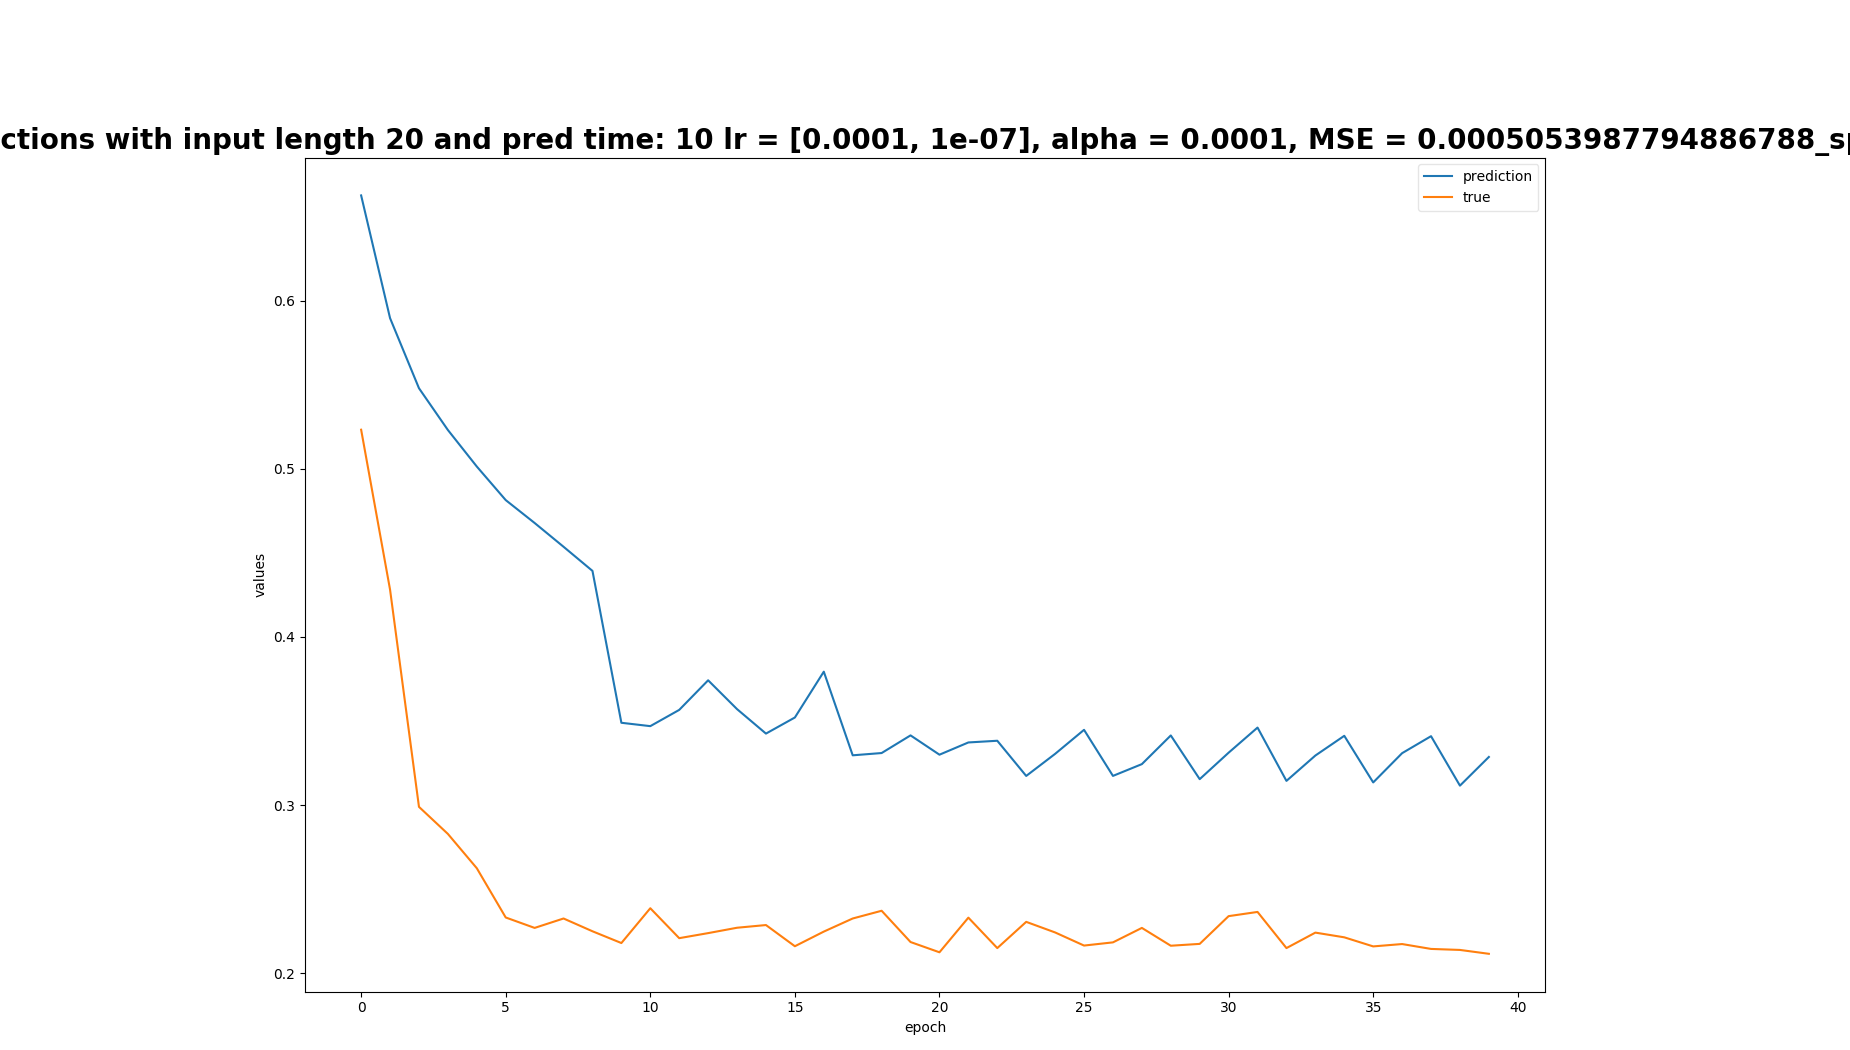 ctions with input length 20 and pred time: 10 lr = [0.0001, 1e-07], alpha = 0.0001, MSE = 0.0005053987794886788_sp
prediction
true
0.6
0.5
0.4
0.3
0.2
values
0 5 10 15 20 25 30 35 40
epoch